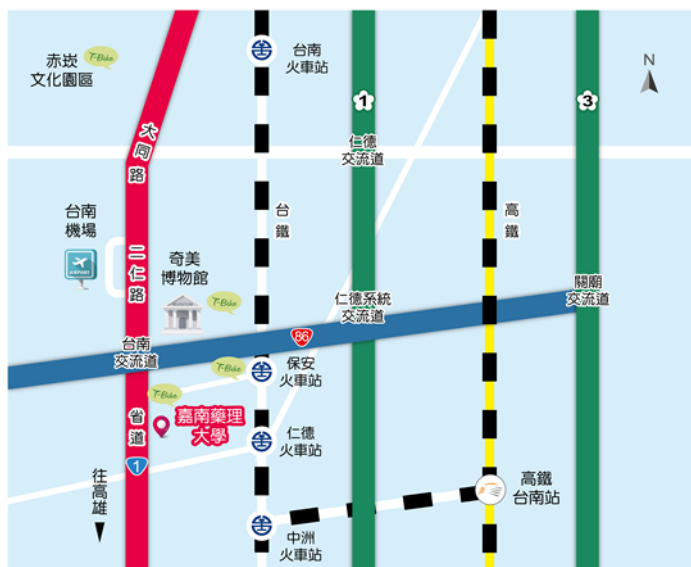 赤崁
文化園區
T-Bike
台南
火車站
N
1
3
大同路
仁德
交流道
台南
機場
AIRPORT
台鐵
高鐵
二仁路
奇美
博物館
T-Bike
仁德系統
交流道
關廟
交流道
台南
交流道
86
T-Bike
保安
火車站
T-Bike
省道
嘉南藥理
大學
仁德
火車站
1
往高雄
高鐵
台南站
中洲
火車站